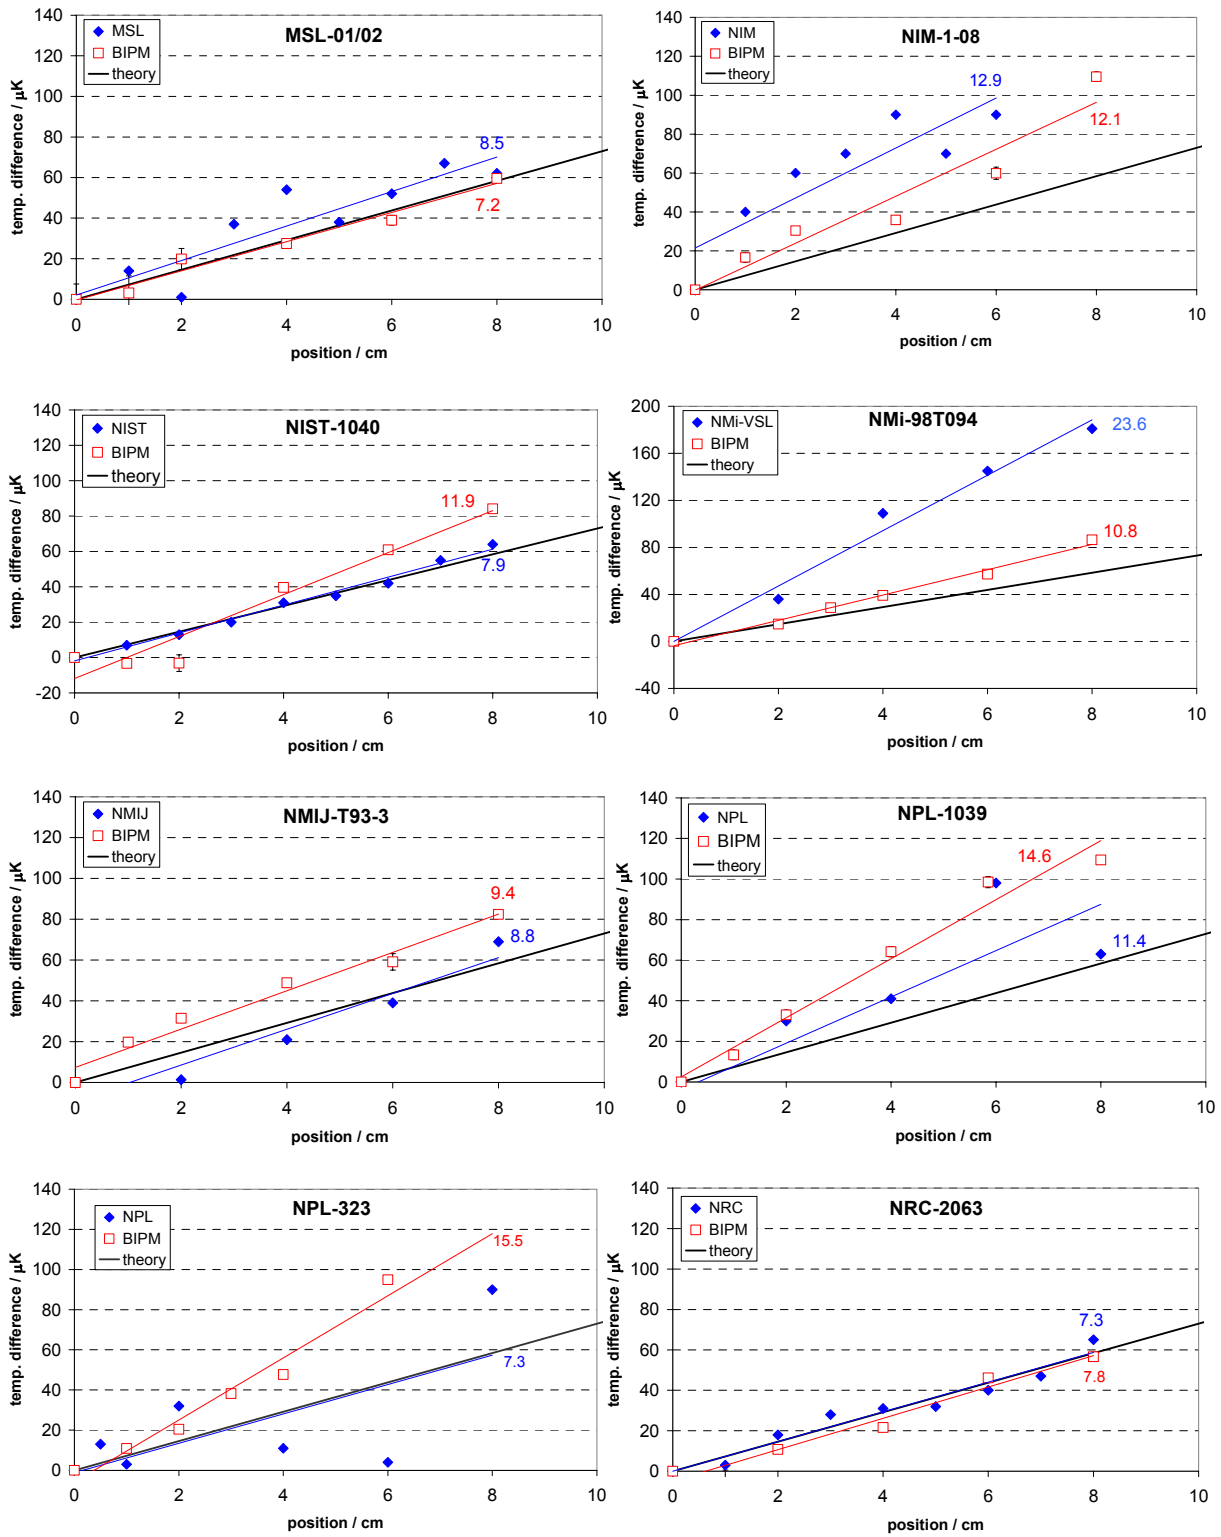 MSL-01/02
MSL
BIPM
theory
temp. difference / µK
140
120
100
80
60
40
20
0
8.5
7.2
0 2 4 6 8 10
position / cm
NIM-1-08
NIM
BIPM
theory
temp. difference / µK
140
120
100
80
60
40
20
0
12.9
12.1
0 2 4 6 8 10
position / cm
NIST-1040
NIST
BIPM
theory
temp. difference / µK
140
120
100
80
60
40
20
0
-20
11.9
7.9
0 2 4 6 8 10
position / cm
NMi-98T094
NMi-VSL
BIPM
theory
temp. difference / µK
200
160
120
80
40
0
-40
23.6
10.8
0 2 4 6 8 10
position / cm
NMIJ-T93-3
NMIJ
BIPM
theory
temp. difference / µK
140
120
100
80
60
40
20
0
9.4
8.8
0 2 4 6 8 10
position / cm
NPL-1039
NPL
BIPM
theory
temp. difference / µK
140
120
100
80
60
40
20
0
14.6
11.4
0 2 4 6 8 10
position / cm
NPL-323
NPL
BIPM
theory
temp. difference / µK
140
120
100
80
60
40
20
0
15.5
7.3
0 2 4 6 8 10
position / cm
NRC-2063
NRC
BIPM
theory
temp. difference / µK
140
120
100
80
60
40
20
0
7.3
7.8
0 2 4 6 8 10
position / cm